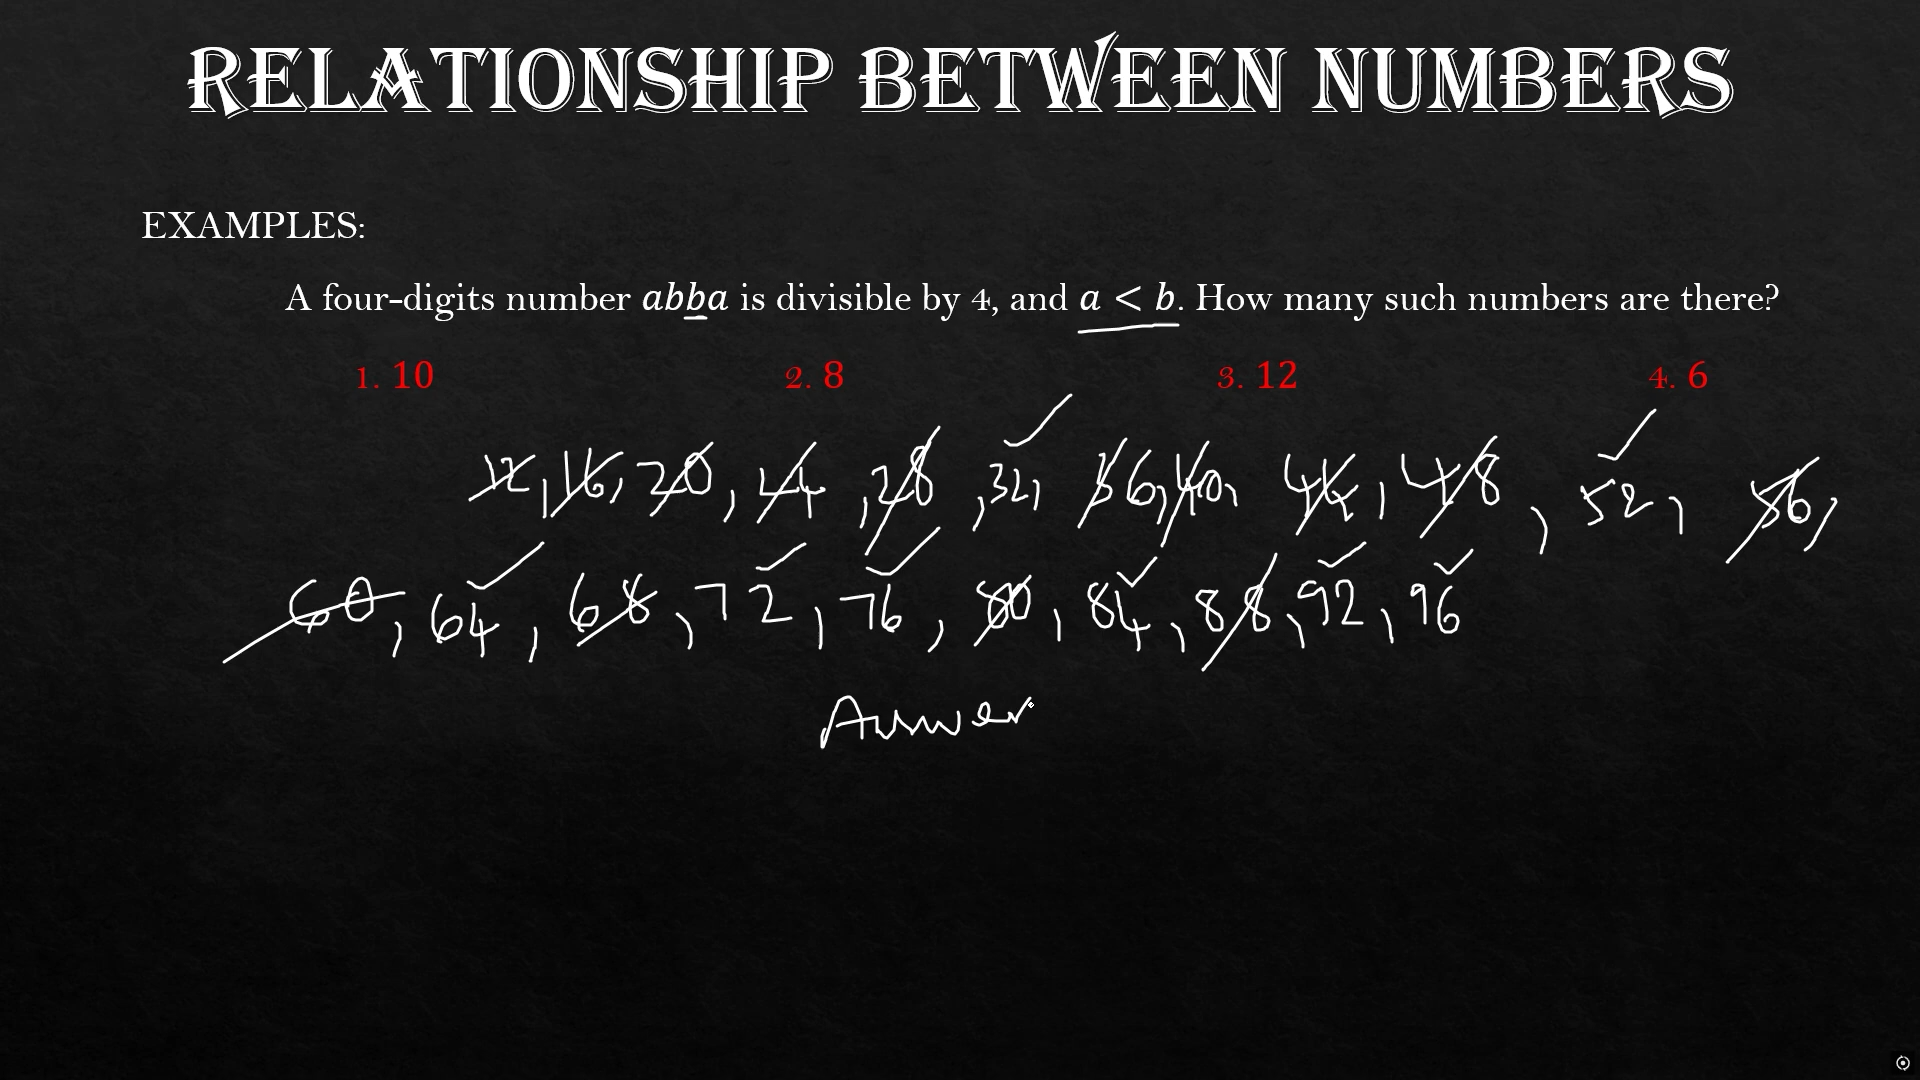 RELATIONSHIP BETWEEN NUMBERS
EXAMPLES:
A four-digits number abba is divisible by 4, and a < b. How many such numbers are there?
1. 10 2. 8 3. 12 4. 6
12, 16, 20, 24, 28, 32, 36, 40, 44, 48, 52, 56,
60, 64, 68, 72, 76, 80, 84, 88, 92, 96
Answer